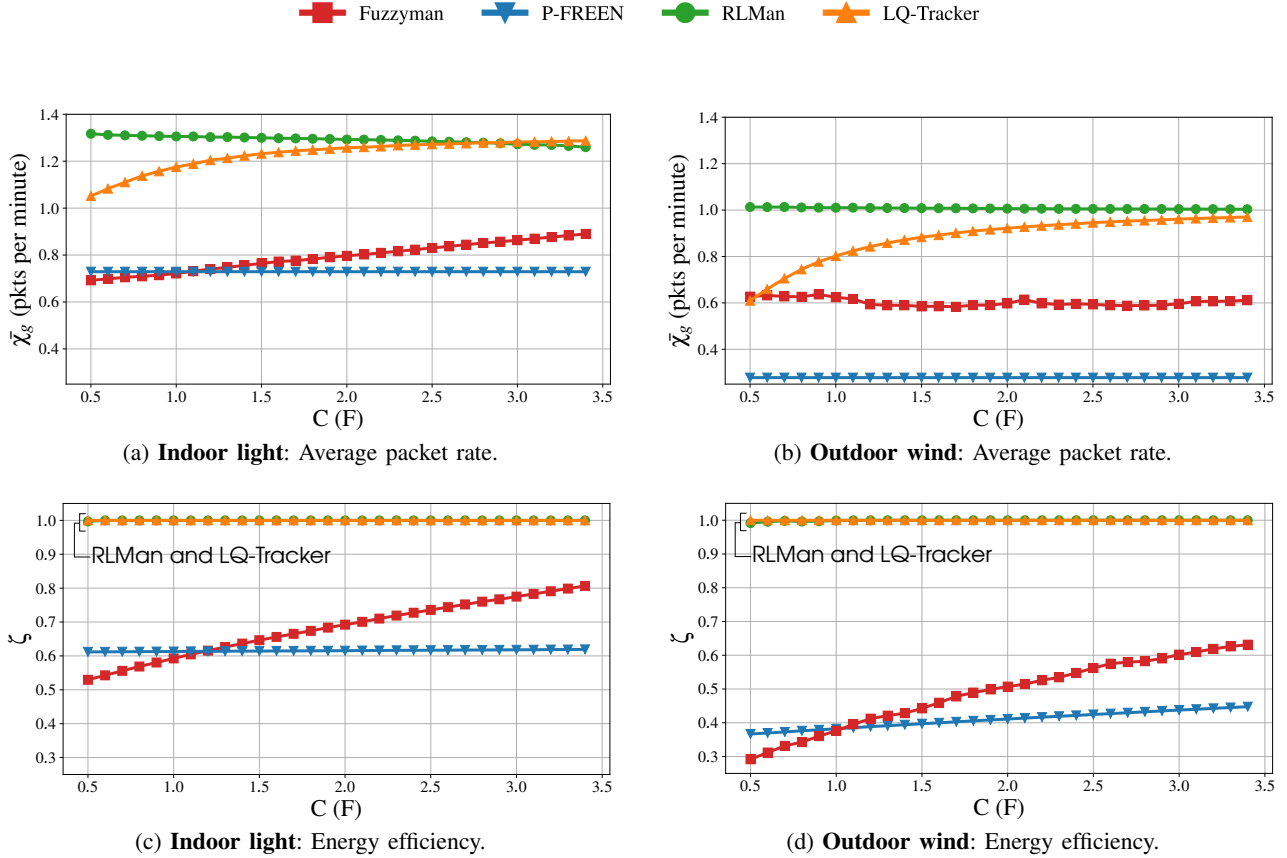 Fuzzyman P-FREEN RLMan LQ-Tracker
1.4
1.2
1.0
0.8
0.6
0.4
χ̄g (pkts per minute)
0.5 1.0 1.5 2.0 2.5 3.0 3.5
C (F)
(a) Indoor light: Average packet rate.
1.4
1.2
1.0
0.8
0.6
0.4
χ̄g (pkts per minute)
0.5 1.0 1.5 2.0 2.5 3.0 3.5
C (F)
(b) Outdoor wind: Average packet rate.
1.0
0.9
RLMan and LQ-Tracker
0.8
0.7
0.6
0.5
0.4
0.3
ζ
0.5 1.0 1.5 2.0 2.5 3.0 3.5
C (F)
(c) Indoor light: Energy efficiency.
1.0
0.9
RLMan and LQ-Tracker
0.8
0.7
0.6
0.5
0.4
0.3
ζ
0.5 1.0 1.5 2.0 2.5 3.0 3.5
C (F)
(d) Outdoor wind: Energy efficiency.